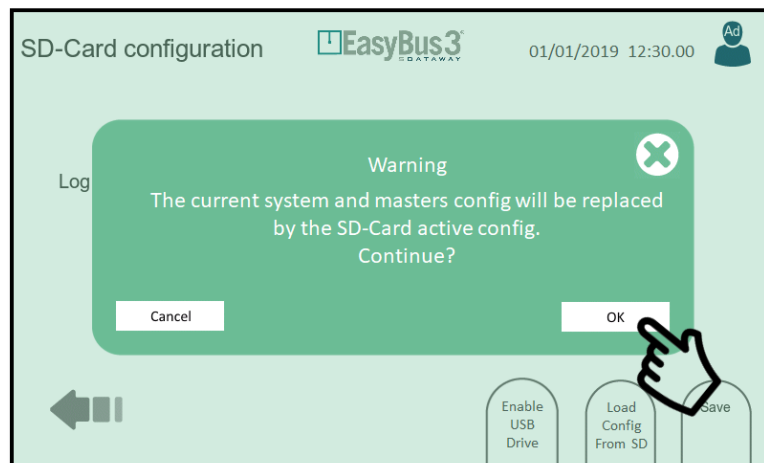 SD-Card configuration
EasyBus3
SDATAWAY
01/01/2019 12:30.00
Ad
Log
Warning
The current system and masters config will be replaced
by the SD-Card active config.
Continue?
Cancel
OK
Enable
USB
Drive
Load
Config
From SD
Save